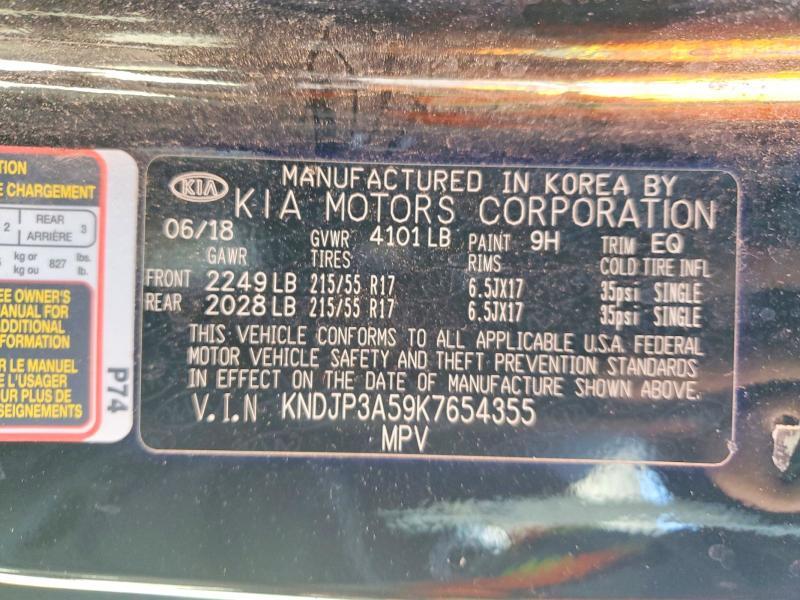 TION
E CHARGEMENT
2 REAR ARRIÈRE 3
kg or kg ou 827 lbs. lb.
EE OWNER'S
MANUAL FOR
ADDITIONAL
FORMATION
R LE MANUEL
L'USAGER
UR PLUS DE
SEIGNEMENTS
P74
KIA
MANUFACTURED IN KOREA BY
KIA MOTORS CORPORATION
06/18 GVWR 4101 LB PAINT 9H TRIM EQ
GAWR TIRES RIMS COLD TIRE INFL
FRONT 2249 LB 215/55 R17 6.5JX17 35psi SINGLE
REAR 2028 LB 215/55 R17 6.5JX17 35psi SINGLE
THIS VEHICLE CONFORMS TO ALL APPLICABLE U.S.A. FEDERAL
MOTOR VEHICLE SAFETY AND THEFT PREVENTION STANDARDS
IN EFFECT ON THE DATE OF MANUFACTURE SHOWN ABOVE.
V.I.N KNDJP3A59K7654355
MPV